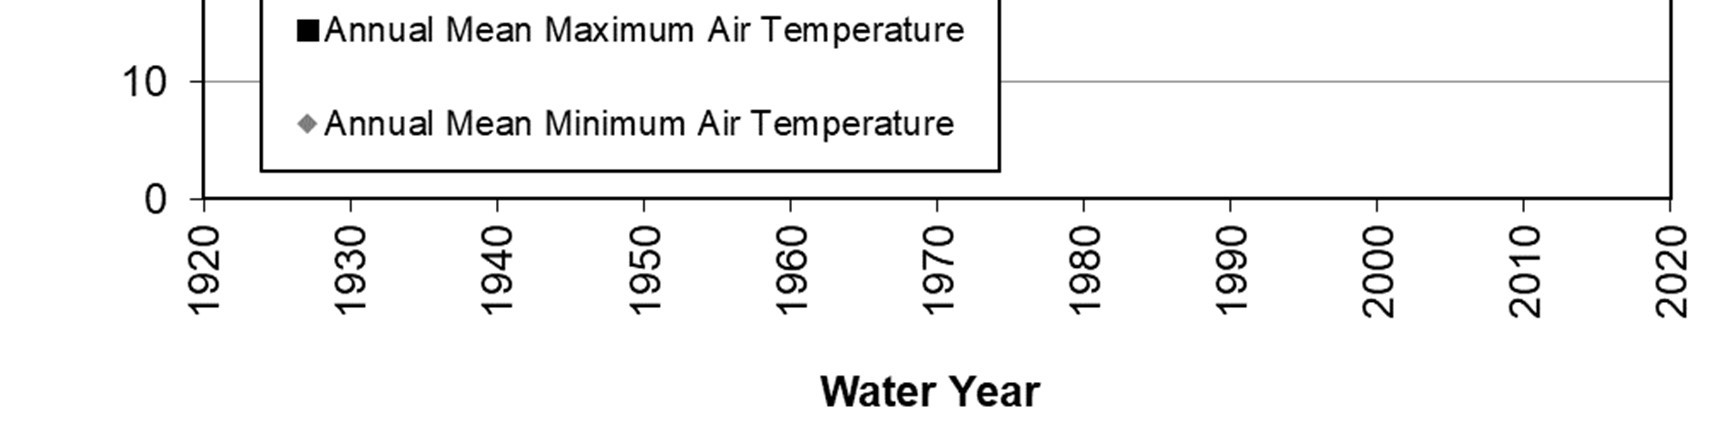 Annual Mean Maximum Air Temperature
10
Annual Mean Minimum Air Temperature
0
1920 1930 1940 1950 1960 1970 1980 1990 2000 2010 2020
Water Year